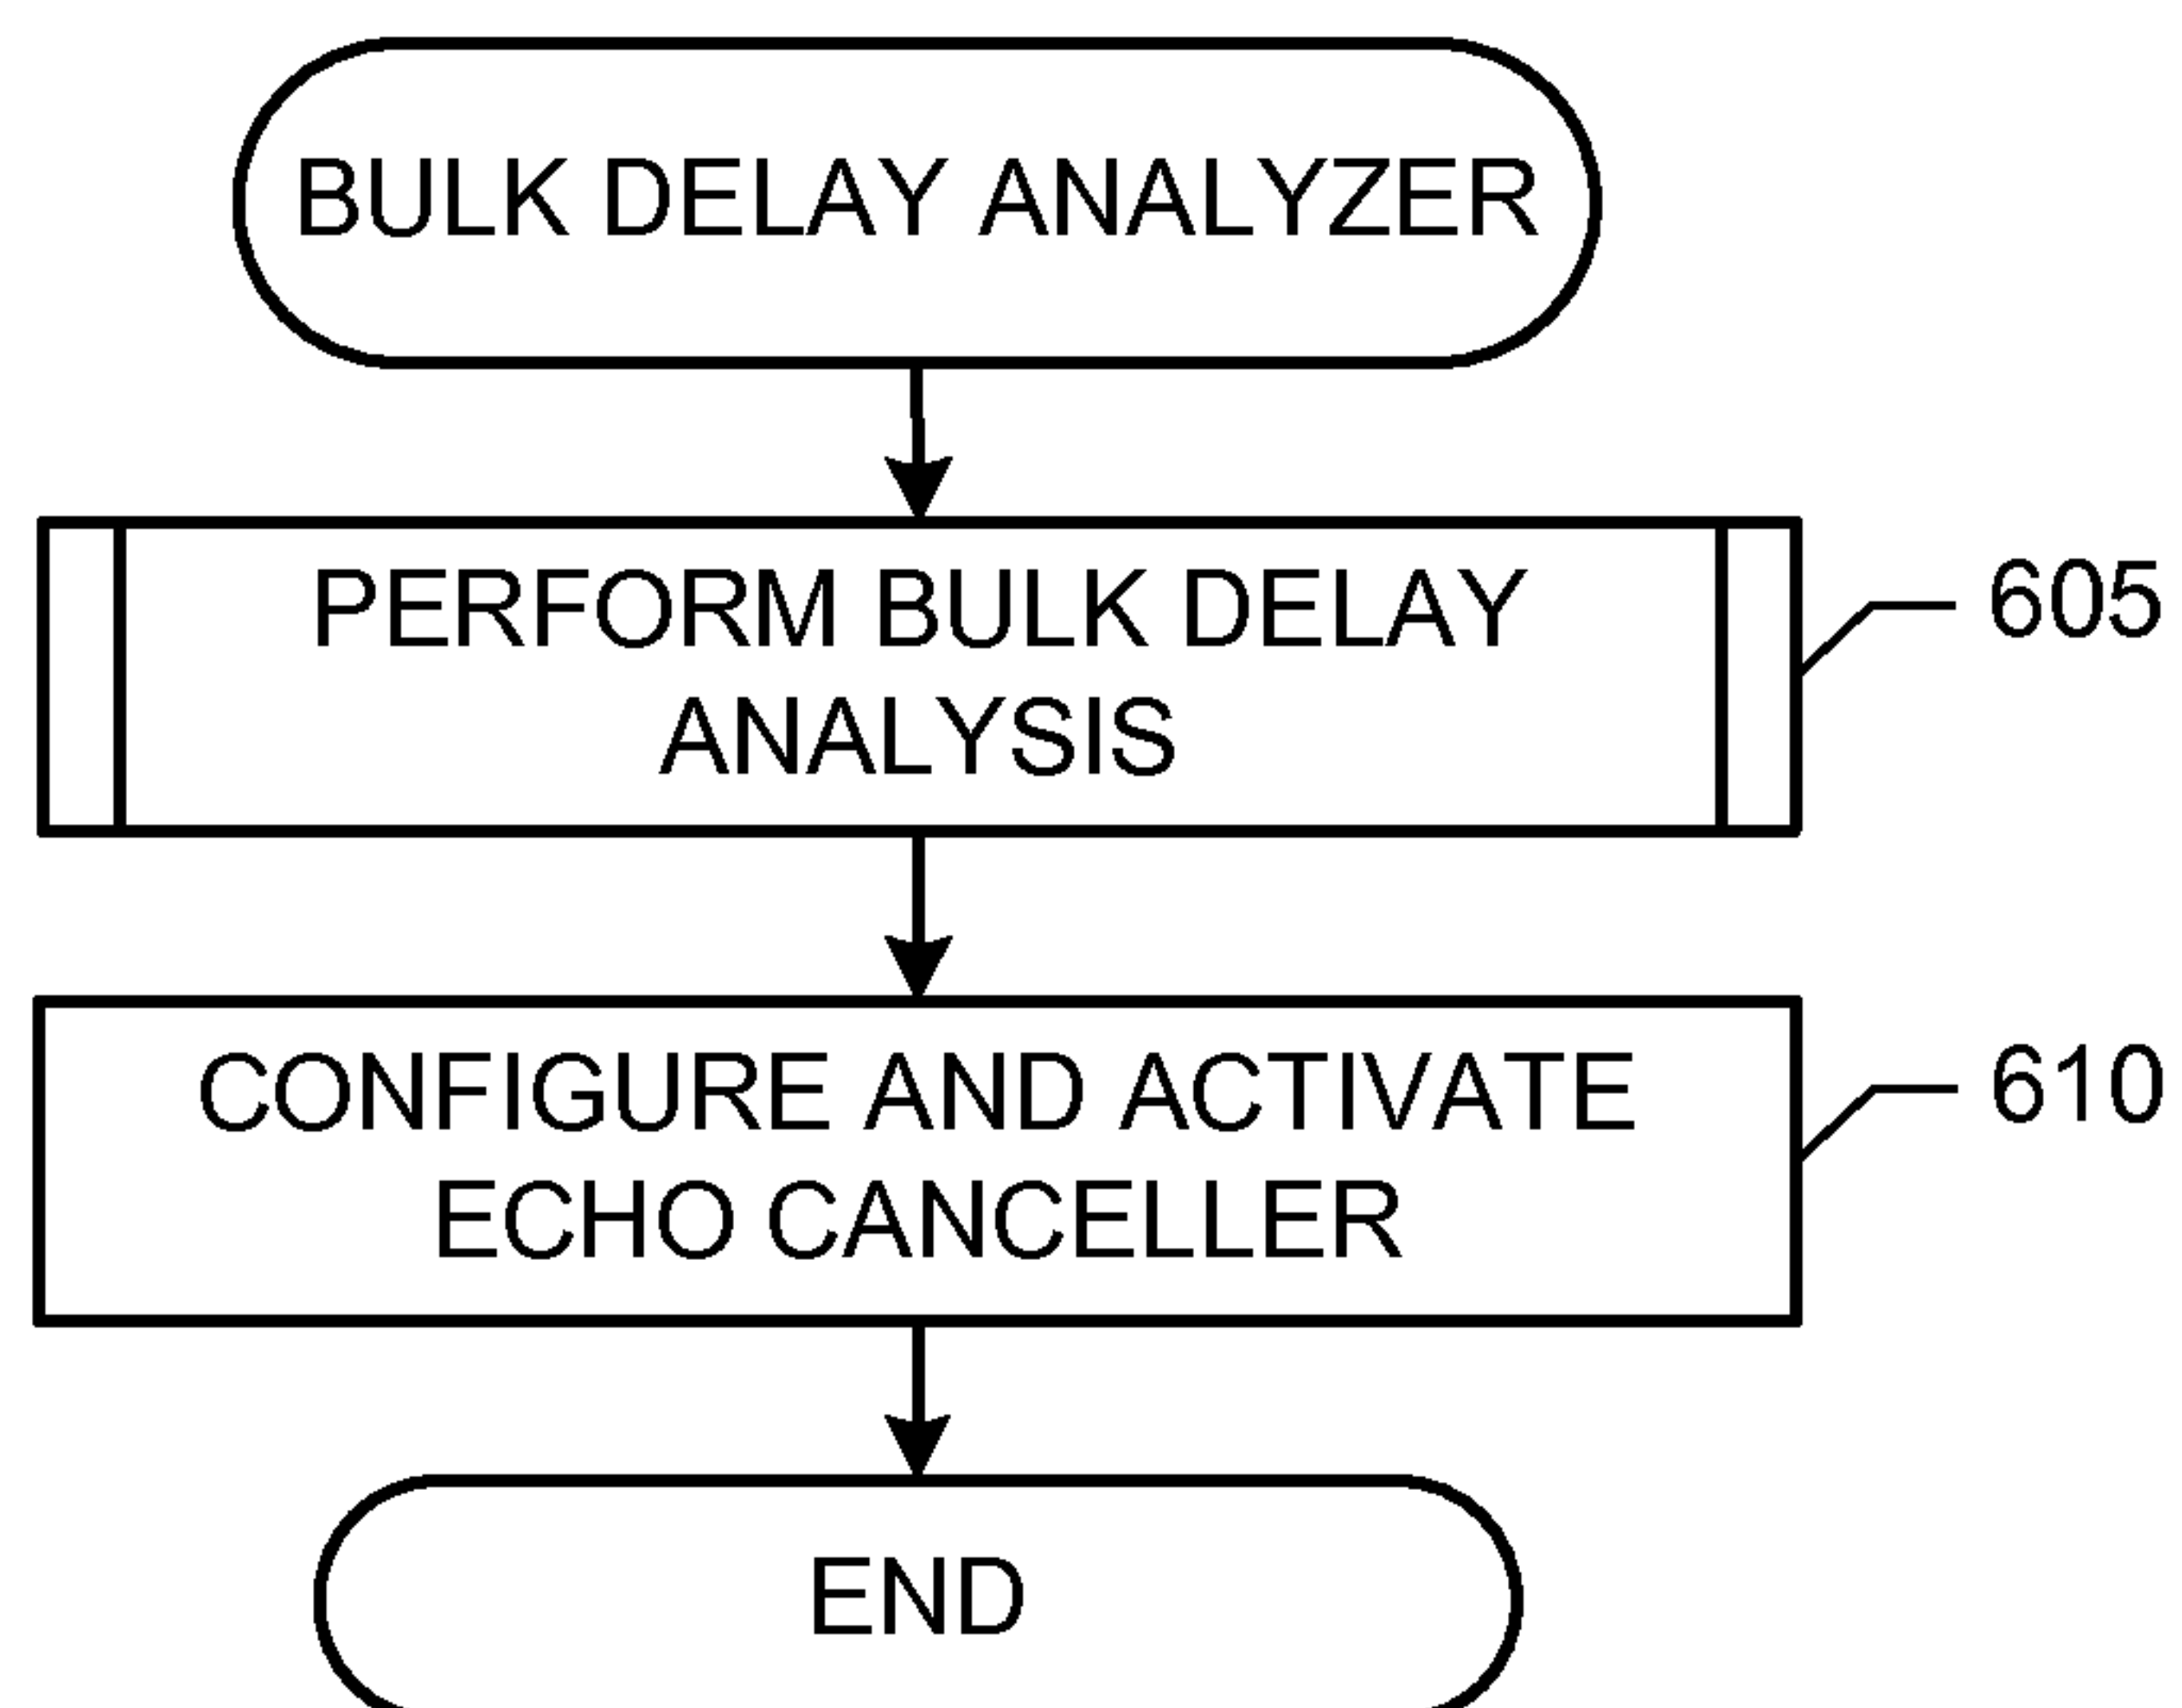 BULK DELAY ANALYZER
PERFORM BULK DELAY
ANALYSIS
605
CONFIGURE AND ACTIVATE
ECHO CANCELLER
610
END